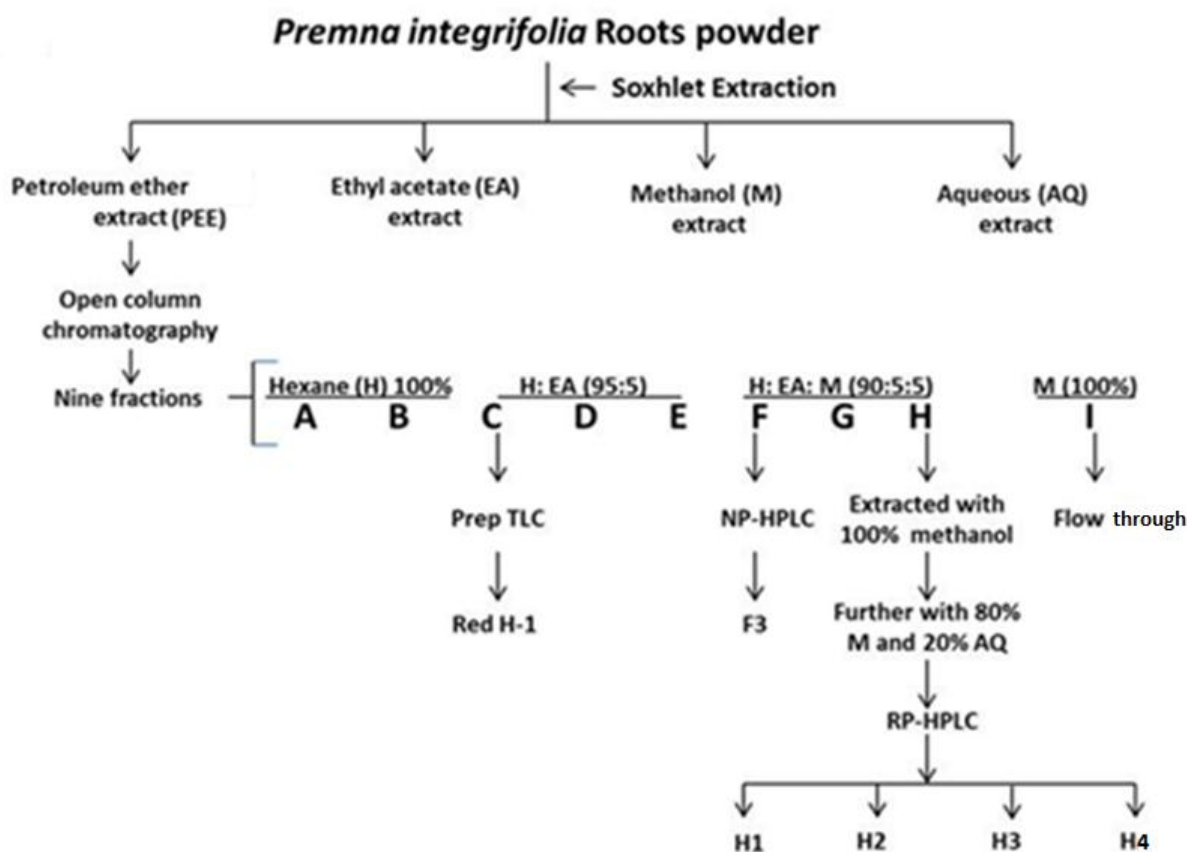 Premna integrifolia Roots powder
Soxhlet Extraction
Petroleum ether
extract (PEE)
Ethyl acetate (EA)
extract
Methanol (M)
extract
Aqueous (AQ)
extract
Open column
chromatography
Nine fractions
Hexane (H) 100%
H: EA (95:5)
H: EA: M (90:5:5)
M (100%)
A B C D E F G H I
Prep TLC
NP-HPLC
Extracted with
100% methanol
Flow through
Red H-1
F3
Further with 80%
M and 20% AQ
RP-HPLC
H1 H2 H3 H4